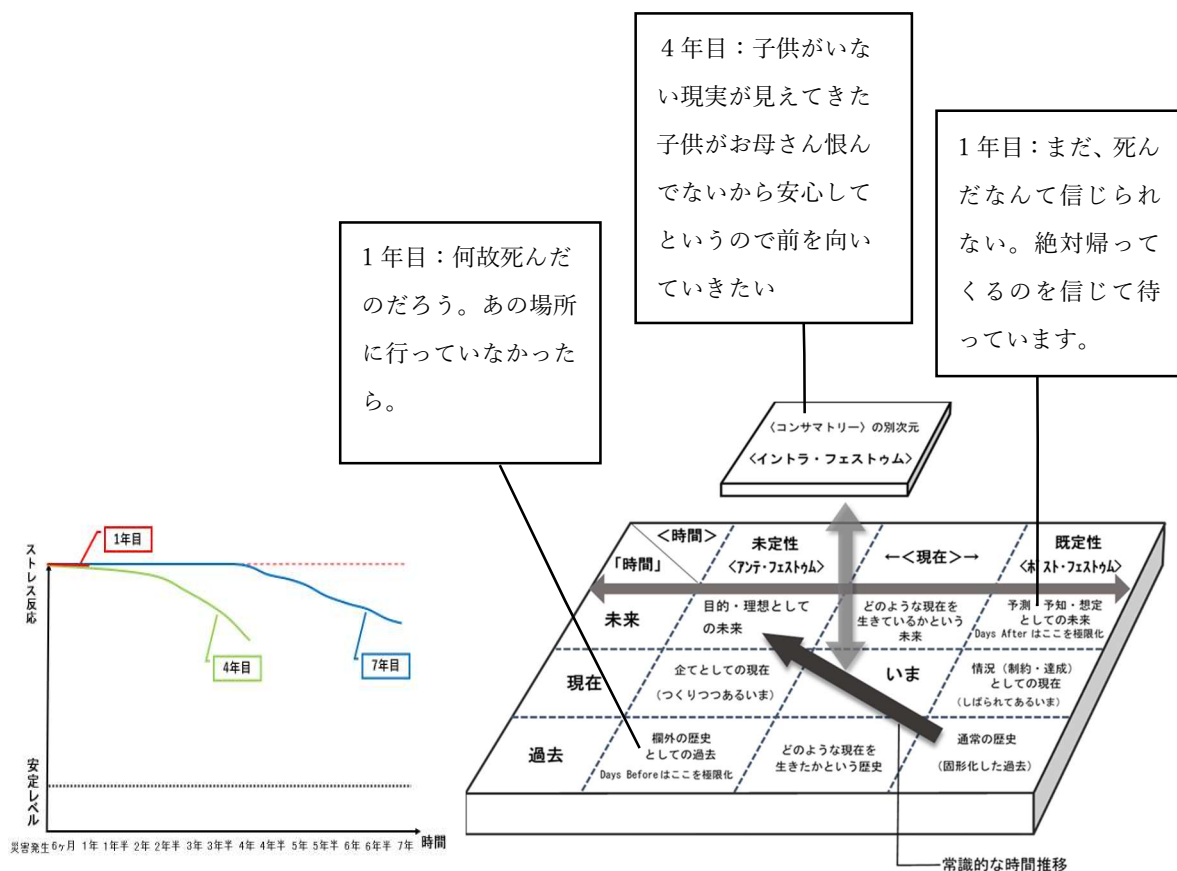 4年目：子供がいな
い現実が見えてきた
子供がお母さん恨ん
でないから安心して
というので前を向い
ていきたい
1年目：まだ、死ん
だなんて信じられ
ない。絶対帰って
くるのを信じて待
っています。
1年目：何故死んだ
のだろう。あの場所
に行っていなかった
ら。
〈コンサマトリー〉の別次元
<イントラ・フェストゥム>
ストレス反応
1年目
4年目
7年目
安定レベル
時間
災害発生 6ヶ月 1年 1年半 2年 2年半 3年 3年半 4年 4年半 5年 5年半 6年 6年半 7年
<時間>
「時間」
未定性
<アンテ・フェストゥム>
←<現在>→
既定性
<ポスト・フェストゥム>
未来
目的・理想として
の未来
どのような現在を
生きているかという
未来
予測・予知・想定
としての未来
Days Afterはここを極限化
現在
企てとしての現在
（つくりつつあるいま）
いま
情況（制約・達成）
としての現在
（しばられてあるいま）
過去
欄外の歴史
としての過去
Days Beforeはここを極限化
どのような現在を
生きたかという歴史
通常の歴史
（固形化した過去）
常識的な時間推移